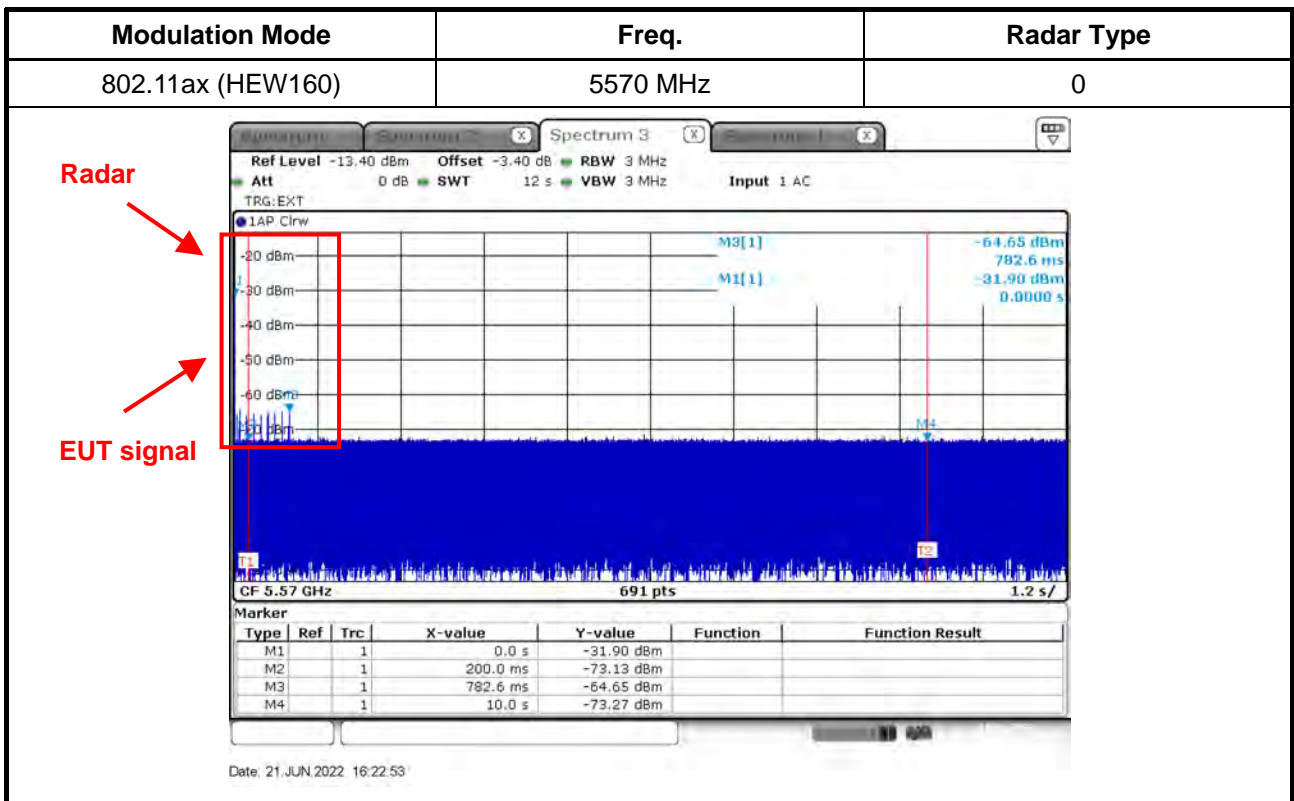 Modulation Mode Freq. Radar Type
802.11ax (HEW160) 5570 MHz 0
Spectrum 3
Ref Level -13.40 dBm Offset -3.40 dB RBW 3 MHz
Att 0 dB SWT 12 s VBW 3 MHz Input 1 AC
TRG:EXT
1AP Clrw
Radar
M3[1] -64.65 dBm
-20 dBm
782.6 ms
M1[1] -31.90 dBm
-30 dBm
0.0000 s
-40 dBm
-50 dBm
-60 dBm
M4
EUT signal
T1 T2
CF 5.57 GHz 691 pts 1.2 s/
Marker
Type Ref Trc X-value Y-value Function Function Result
M1 1 0.0 s -31.90 dBm
M2 1 200.0 ms -73.13 dBm
M3 1 782.6 ms -64.65 dBm
M4 1 10.0 s -73.27 dBm
Date: 21.JUN.2022 16:22:53